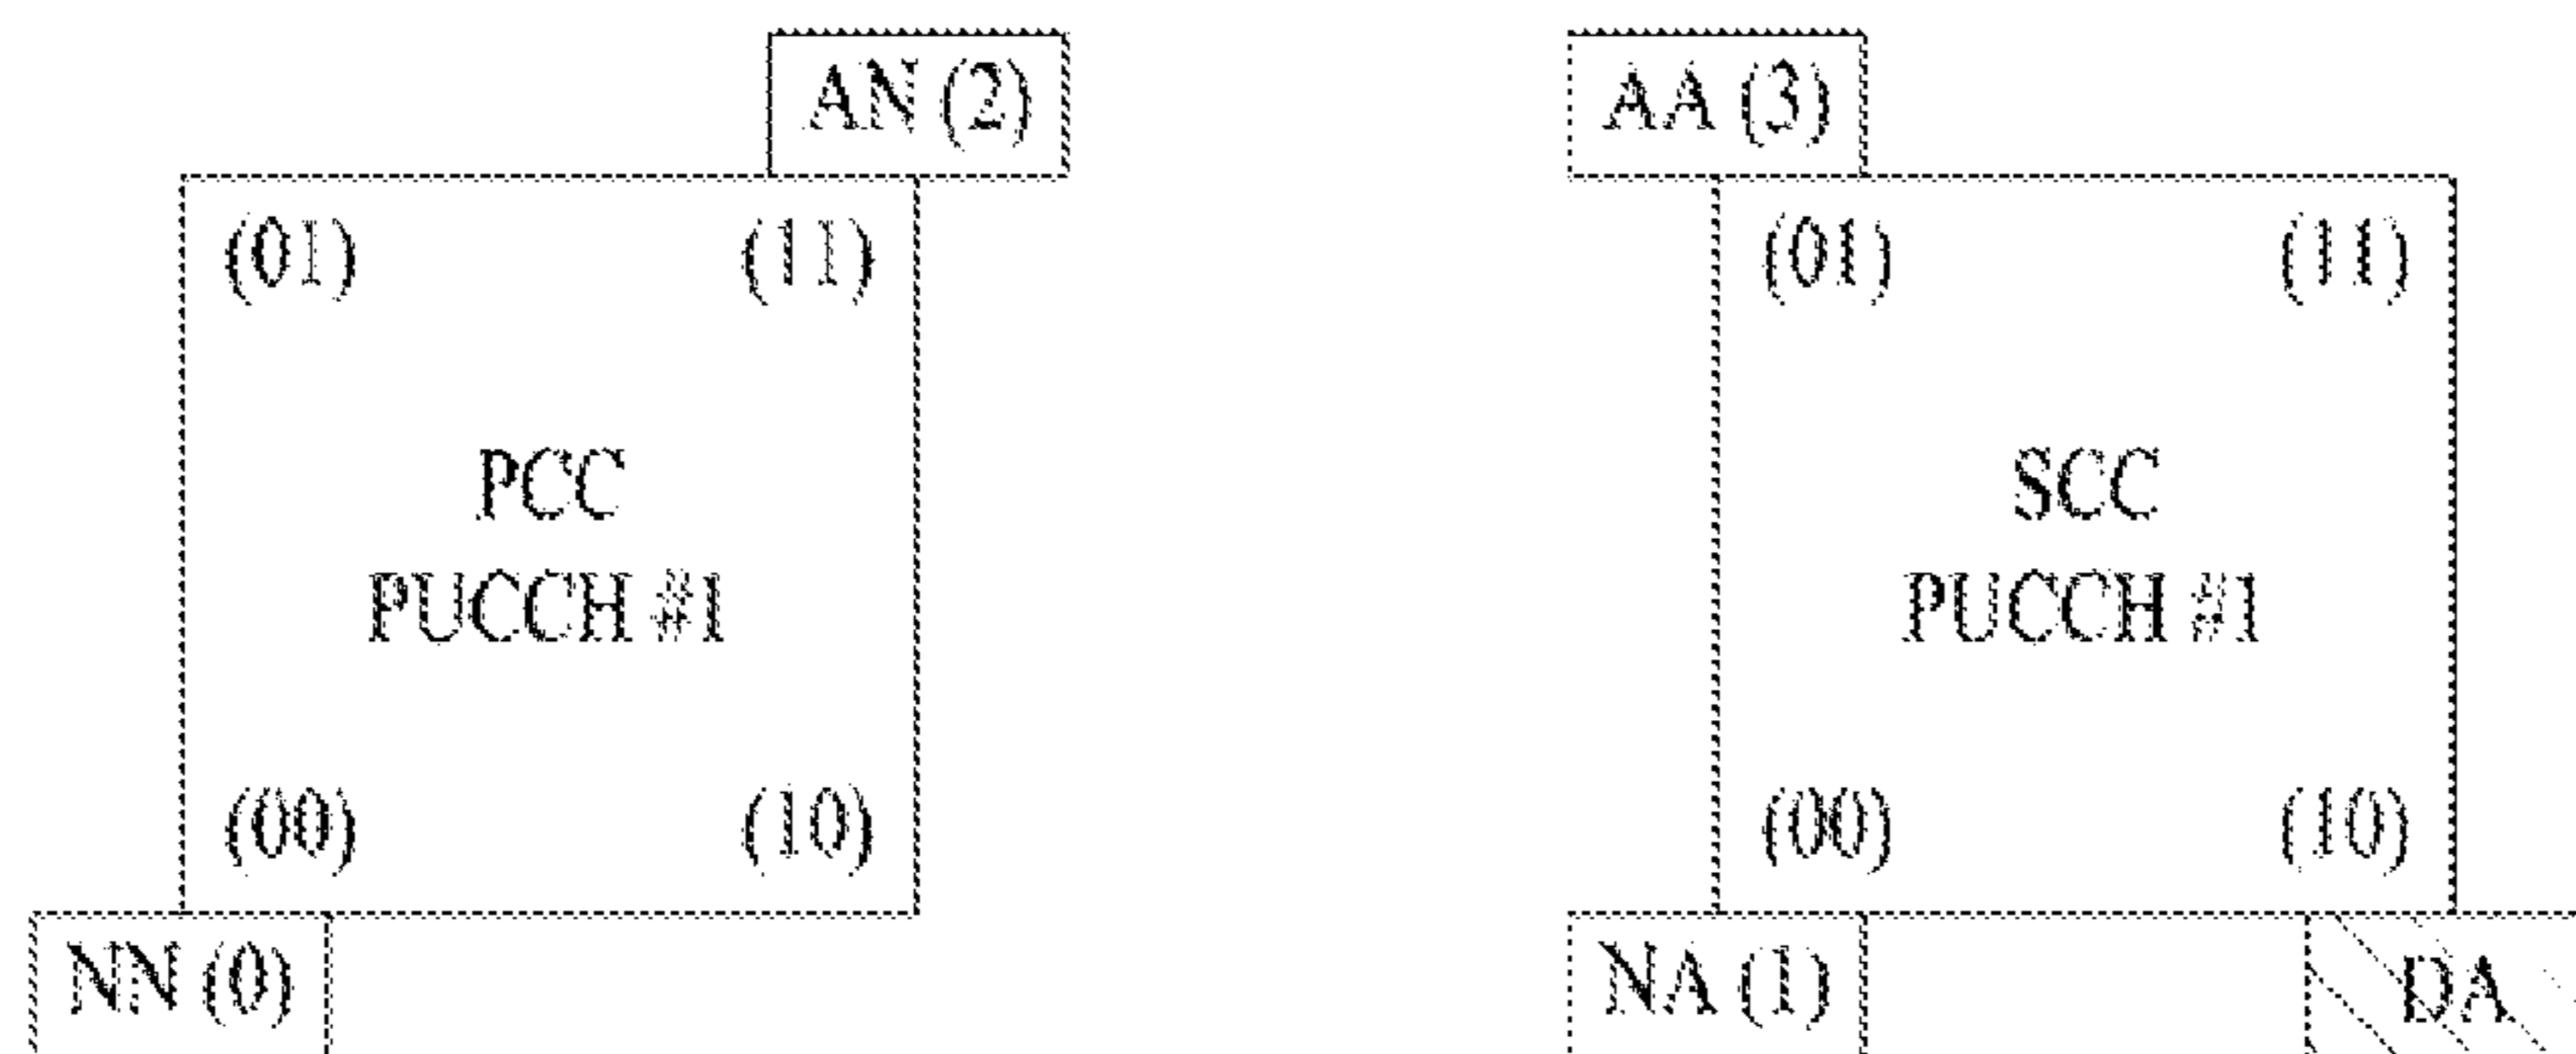 AN (2)
(01) (11)
PCC
PUCCH #1
(00) (10)
NN (0)
AA (3)
(01) (11)
SCC
PUCCH #1
(00) (10)
NA (1) DA